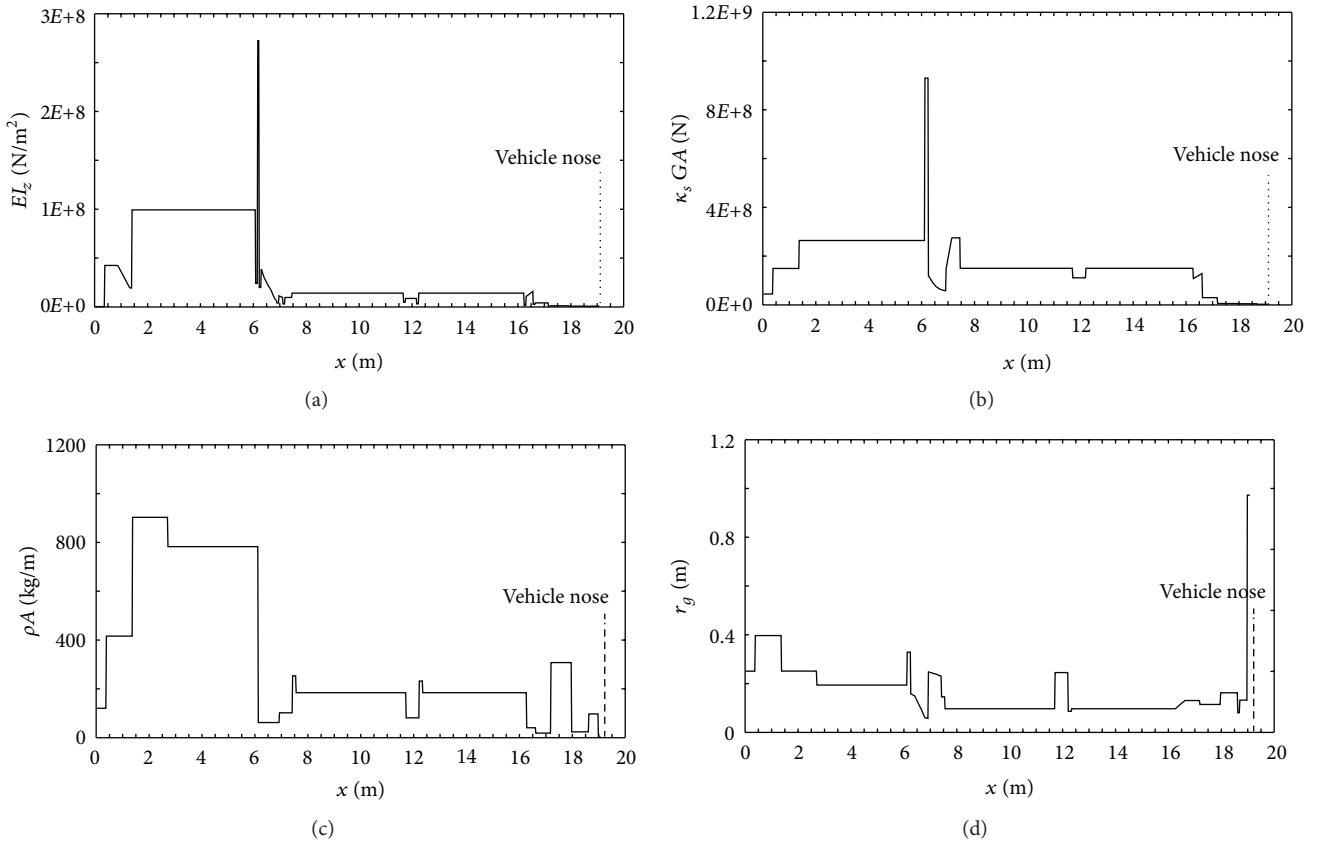 3E+8
2E+8
1E+8
0E+0
EI_z (N/m²)
Vehicle nose
0 2 4 6 8 10 12 14 16 18 20
x (m)
(a)
1.2E+9
8E+8
4E+8
0E+0
κ_s GA (N)
Vehicle nose
0 2 4 6 8 10 12 14 16 18 20
x (m)
(b)
1200
800
400
0
ρA (kg/m)
Vehicle nose
0 2 4 6 8 10 12 14 16 18 20
x (m)
(c)
1.2
0.8
0.4
0
r_g (m)
Vehicle nose
0 2 4 6 8 10 12 14 16 18 20
x (m)
(d)